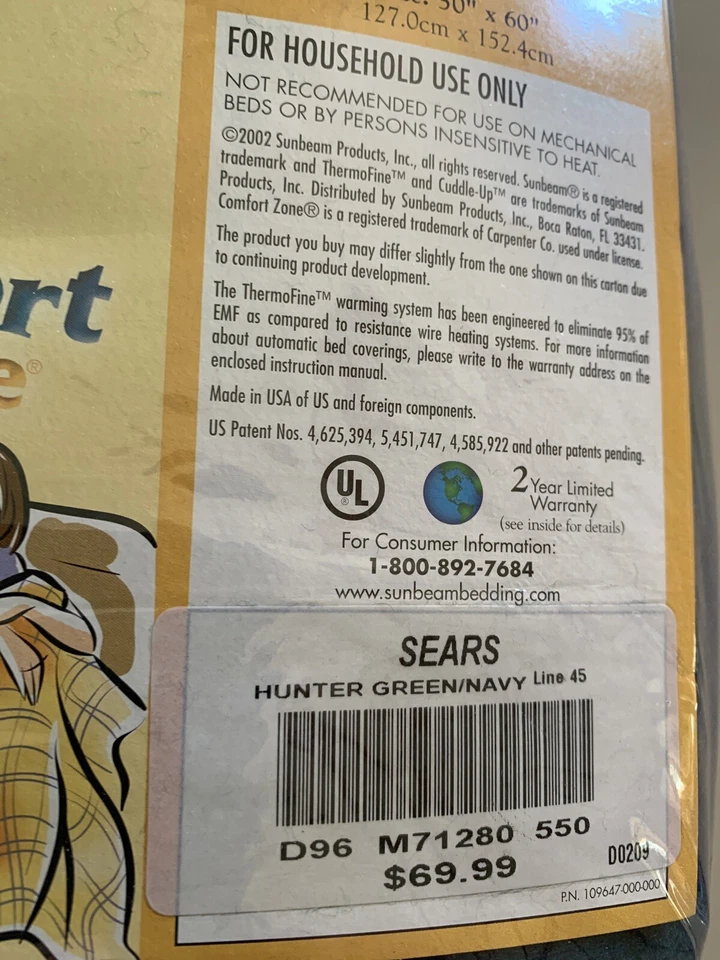 50" x 60"
127.0cm x 152.4cm
FOR HOUSEHOLD USE ONLY
NOT RECOMMENDED FOR USE ON MECHANICAL
BEDS OR BY PERSONS INSENSITIVE TO HEAT.
©2002 Sunbeam Products, Inc., all rights reserved. Sunbeam® is a registered
trademark and ThermoFine™ and Cuddle-Up™ are trademarks of Sunbeam
Products, Inc. Distributed by Sunbeam Products, Inc., Boca Raton, FL 33431.
Comfort Zone® is a registered trademark of Carpenter Co. used under license.
The product you buy may differ slightly from the one shown on this carton due
to continuing product development.
The ThermoFine™ warming system has been engineered to eliminate 95% of
EMF as compared to resistance wire heating systems. For more information
about automatic bed coverings, please write to the warranty address on the
enclosed instruction manual.
rt
e®
Made in USA of US and foreign components.
US Patent Nos. 4,625,394, 5,451,747, 4,585,922 and other patents pending.
UL ®
2 Year Limited
Warranty
(see inside for details)
For Consumer Information:
1-800-892-7684
www.sunbeambedding.com
SEARS
HUNTER GREEN/NAVY Line 45
D96 M71280 550
$69.99
D0209
P.N. 109647-000-000